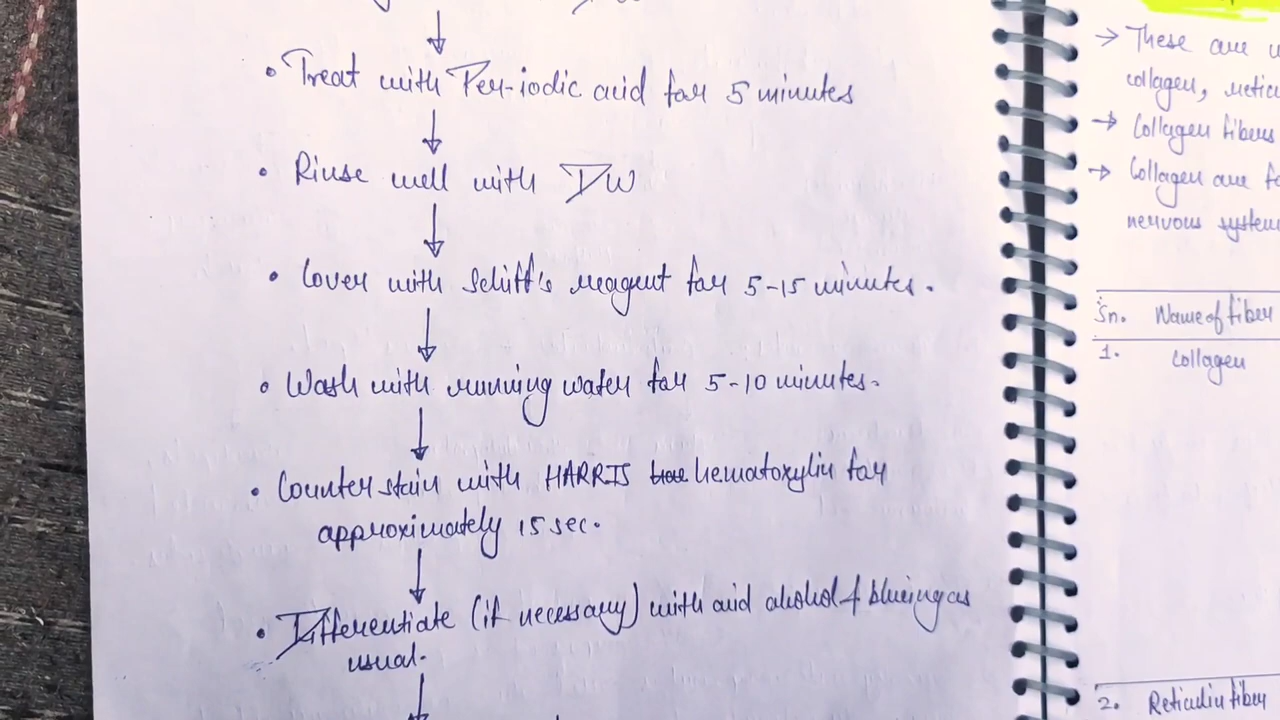 • Treat with Per-iodic acid for 5 minutes
• Rinse well with DW
• Cover with Schiff's reagent for 5-15 minutes.
• Wash with running water for 5-10 minutes.
• Counter stain with HARRIS hematoxylin for
approximately 15 sec.
• Differentiate (if necessary) with acid alcohol & blueing as
usual.
→ These are
collagen,
→ Collagen fibers
→ Collagen are
nervous system
Sn. Name of fiber
1. Collagen
2. Reticulin fiber